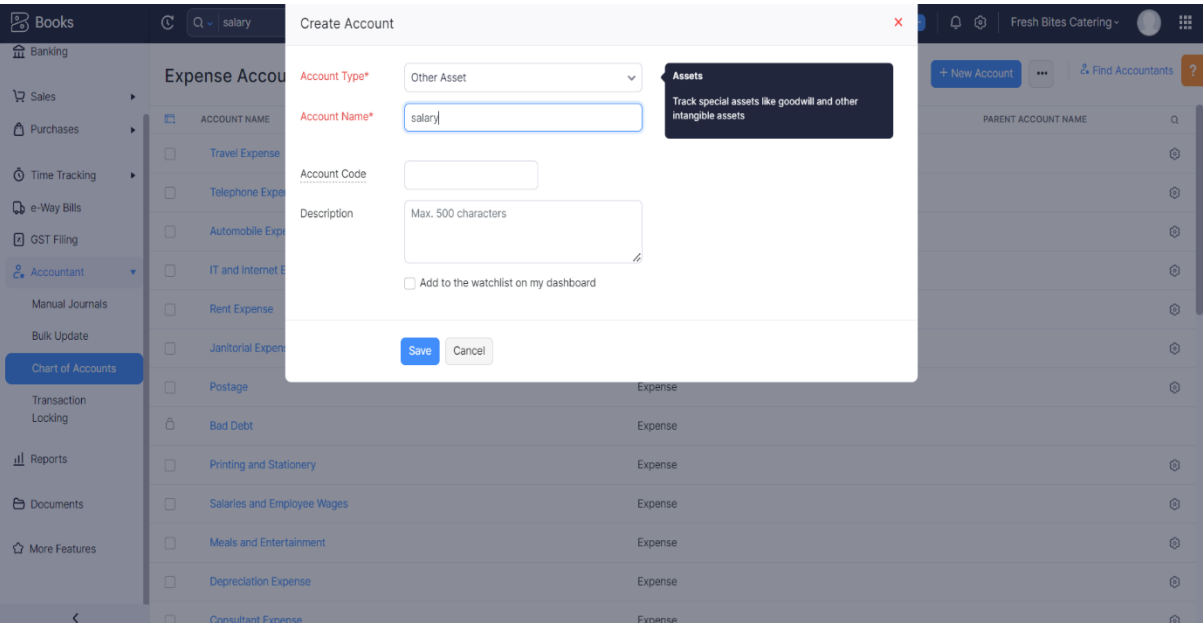 Books
salary
Fresh Bites Catering
Banking
Sales
Purchases
Time Tracking
e-Way Bills
GST Filing
Accountant
Manual Journals
Bulk Update
Chart of Accounts
Transaction
Locking
Reports
Documents
More Features
Expense Accou
+ New Account
Find Accountants
?
ACCOUNT NAME
PARENT ACCOUNT NAME
Travel Expense
Telephone Expe
Automobile Expe
IT and Internet E
Rent Expense
Janitorial Expen
Postage
Expense
Bad Debt
Expense
Printing and Stationery
Expense
Salaries and Employee Wages
Expense
Meals and Entertainment
Expense
Depreciation Expense
Expense
Consultant Expense
Expense
Create Account
Account Type*
Other Asset
Assets
Track special assets like goodwill and other
intangible assets
Account Name*
salary
Account Code
Description
Max. 500 characters
Add to the watchlist on my dashboard
Save
Cancel